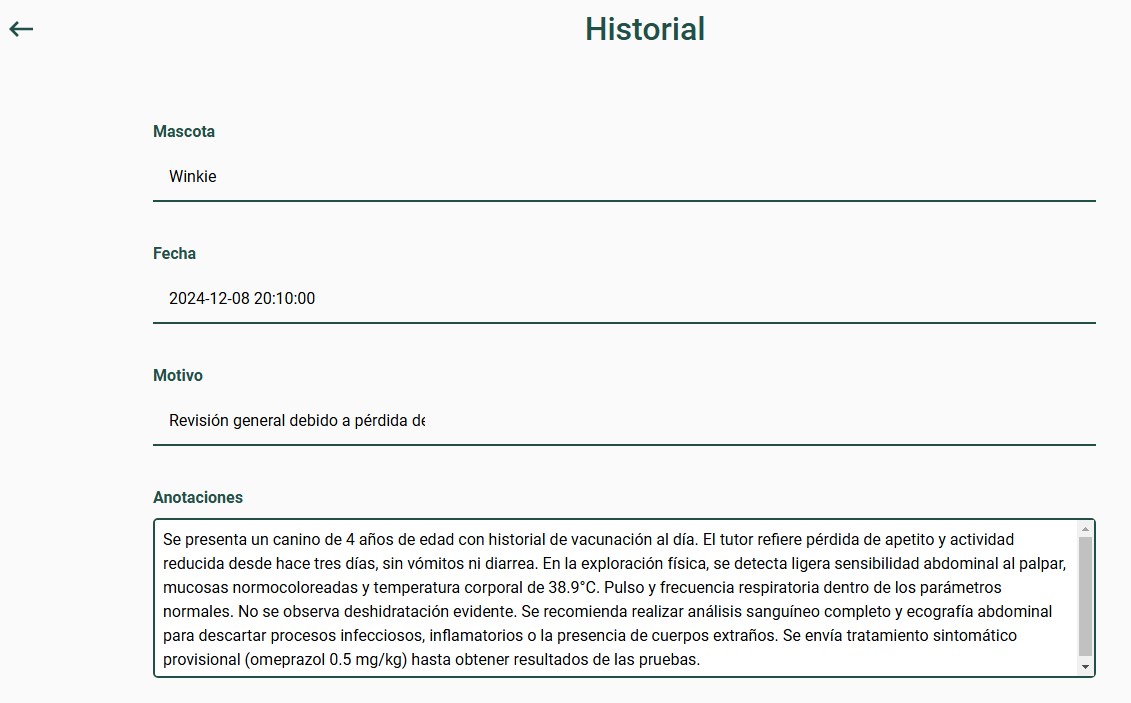 Historial
Mascota
Winkie
Fecha
2024-12-08 20:10:00
Motivo
Revisión general debido a pérdida de
Anotaciones
Se presenta un canino de 4 años de edad con historial de vacunación al día. El tutor refiere pérdida de apetito y actividad
reducida desde hace tres días, sin vómitos ni diarrea. En la exploración física, se detecta ligera sensibilidad abdominal al palpar,
mucosas normocoloreadas y temperatura corporal de 38.9°C. Pulso y frecuencia respiratoria dentro de los parámetros
normales. No se observa deshidratación evidente. Se recomienda realizar análisis sanguíneo completo y ecografía abdominal
para descartar procesos infecciosos, inflamatorios o la presencia de cuerpos extraños. Se envía tratamiento sintomático
provisional (omeprazol 0.5 mg/kg) hasta obtener resultados de las pruebas.